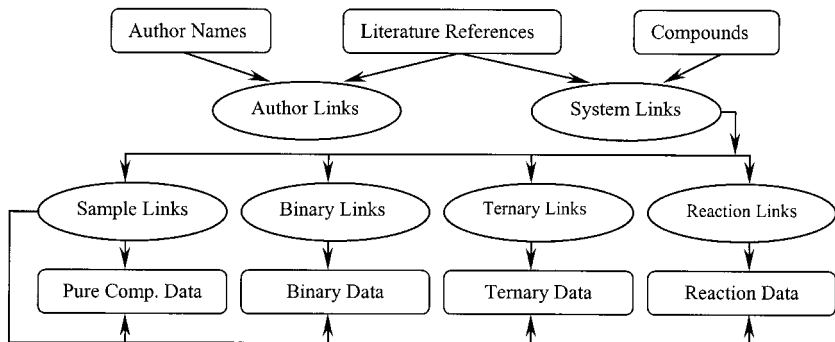 Author Names
Literature References
Compounds
Author Links
System Links
Sample Links
Binary Links
Ternary Links
Reaction Links
Pure Comp. Data
Binary Data
Ternary Data
Reaction Data